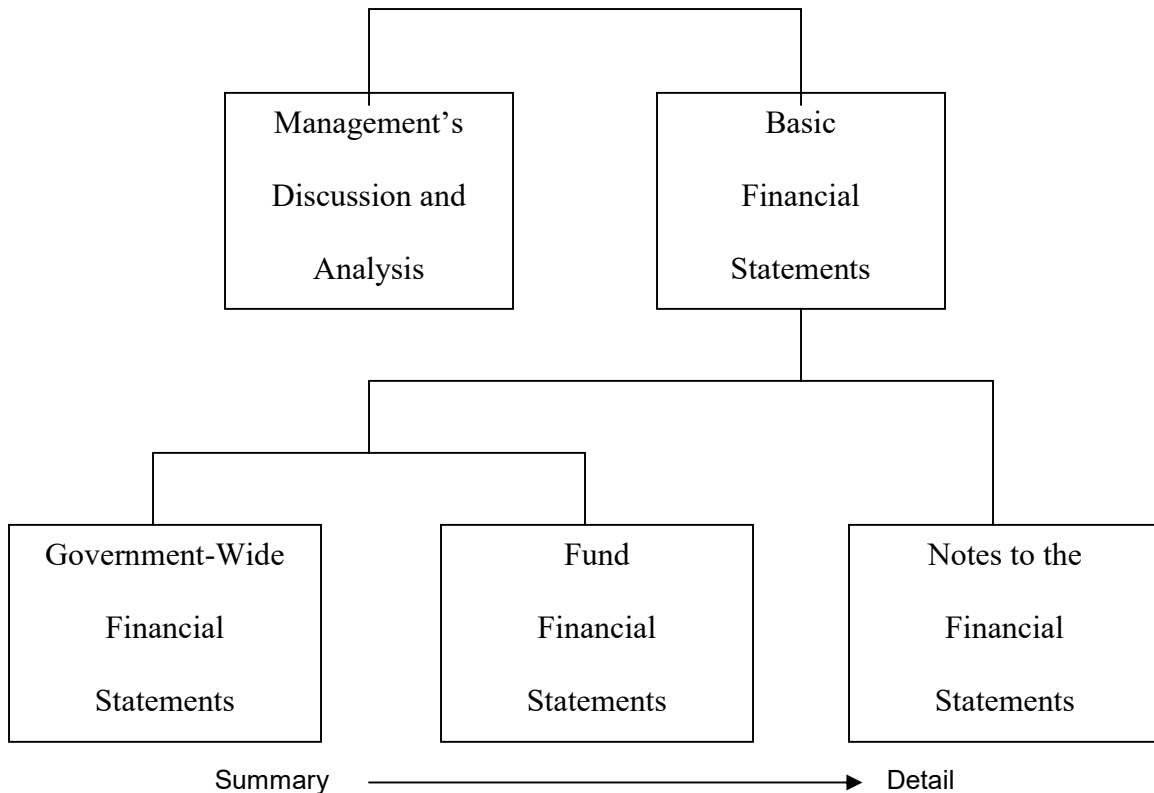 Management’s
Discussion and
Analysis
Basic
Financial
Statements
Government-Wide
Financial
Statements
Fund
Financial
Statements
Notes to the
Financial
Statements
Summary
Detail